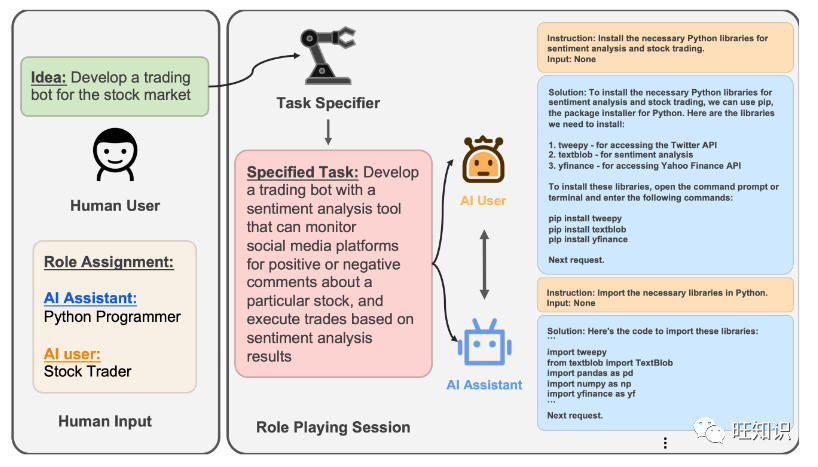 Idea: Develop a trading
bot for the stock market
Human User
Role Assignment:
AI Assistant:
Python Programmer
AI user:
Stock Trader
Human Input
Task Specifier
Specified Task: Develop
a trading bot with a
sentiment analysis tool
that can monitor
social media platforms
for positive or negative
comments about a
particular stock, and
execute trades based on
sentiment analysis
results
AI User
AI Assistant
Role Playing Session
Instruction: Install the necessary Python libraries for
sentiment analysis and stock trading.
Input: None
Solution: To install the necessary Python libraries for
sentiment analysis and stock trading, we can use pip,
the package installer for Python. Here are the libraries
we need to install:
1. tweepy - for accessing the Twitter API
2. textblob - for sentiment analysis
3. yfinance - for accessing Yahoo Finance API
To install these libraries, open the command prompt or
terminal and enter the following commands:
pip install tweepy
pip install textblob
pip install yfinance
Next request.
Instruction: Import the necessary libraries in Python.
Input: None
Solution: Here's the code to import these libraries:
```
import tweepy
from textblob import TextBlob
import pandas as pd
import numpy as np
import yfinance as yf
```
Next request.
旺知识